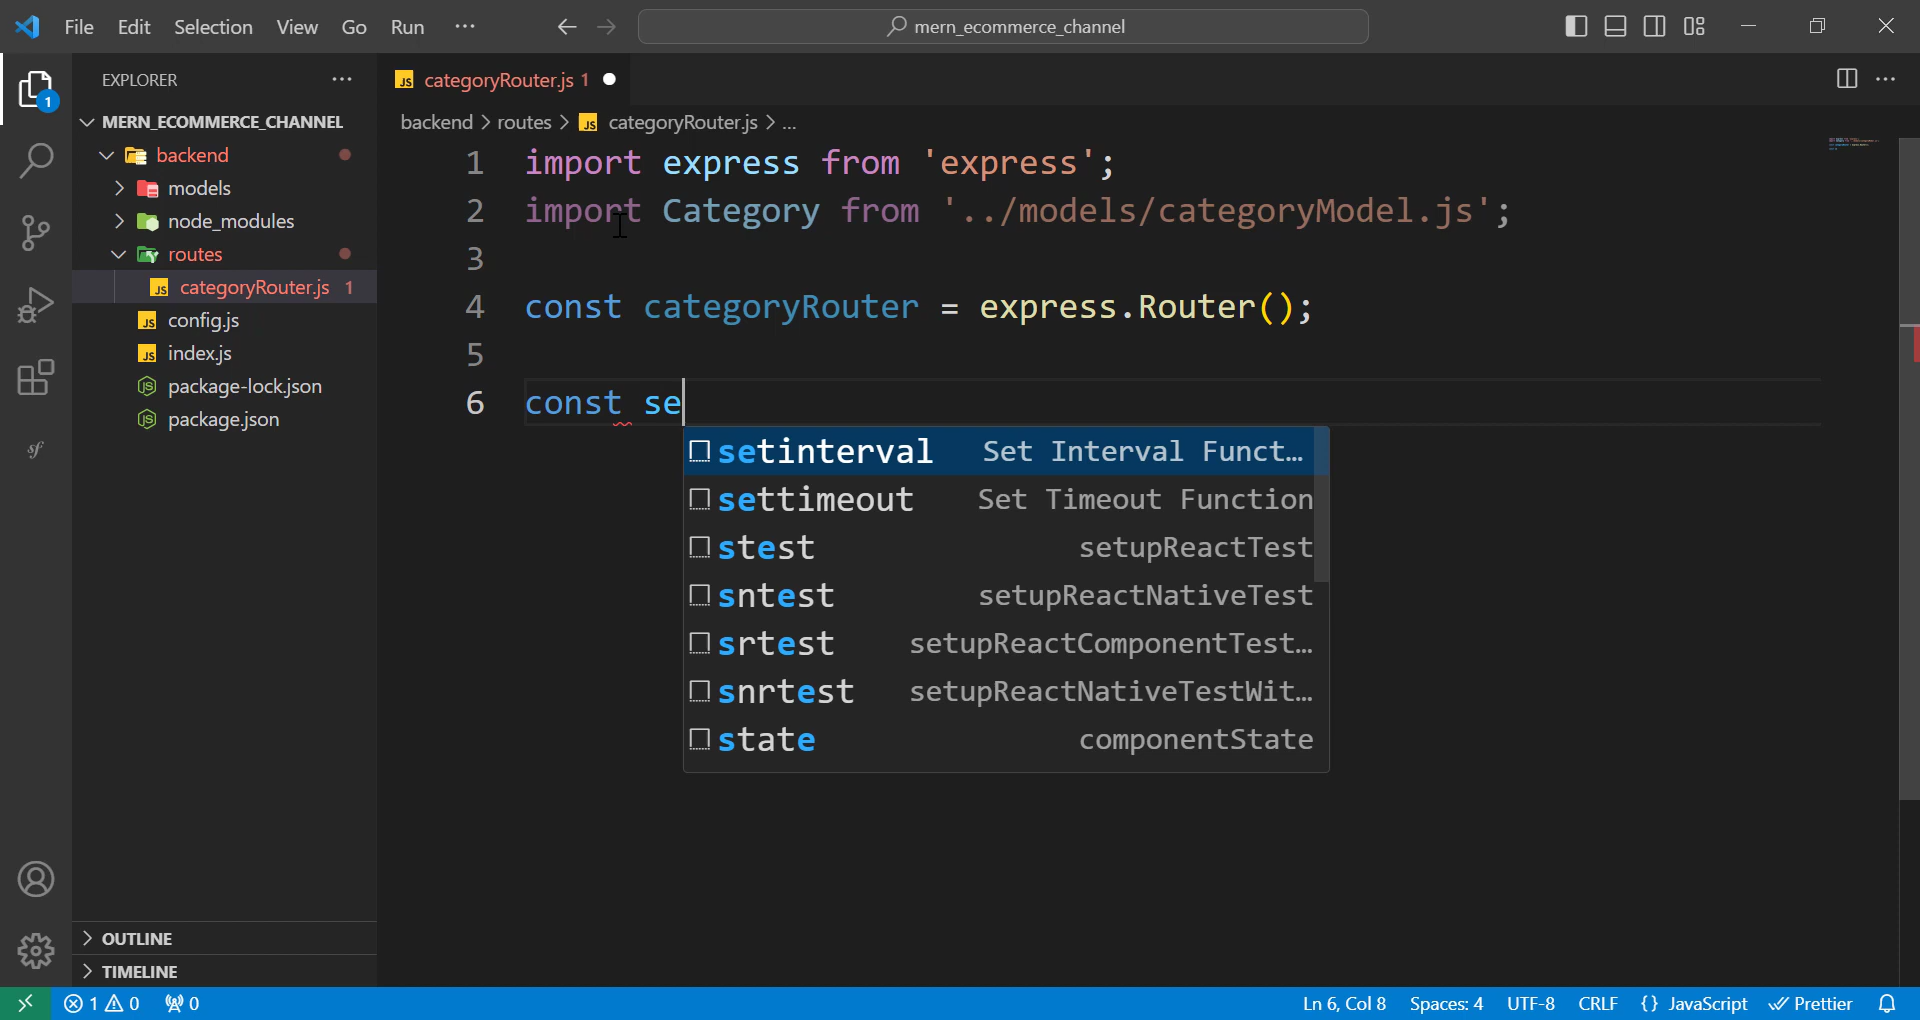 File Edit Selection View Go Run ··· mern_ecommerce_channel
EXPLORER ···
categoryRouter.js 1
MERN_ECOMMERCE_CHANNEL
backend > routes > JS categoryRouter.js > ...
backend
models
node_modules
routes
JS categoryRouter.js 1
JS config.js
JS index.js
package-lock.json
package.json
1 import express from 'express';
2 import Category from '../models/categoryModel.js';
3
4 const categoryRouter = express.Router();
5
6 const se
setinterval Set Interval Funct…
settimeout Set Timeout Function
stest setupReactTest
sntest setupReactNativeTest
srtest setupReactComponentTest…
snrtest setupReactNativeTestWit…
state componentState
OUTLINE
TIMELINE
1 0 0 Ln 6, Col 8 Spaces: 4 UTF-8 CRLF {} JavaScript Prettier